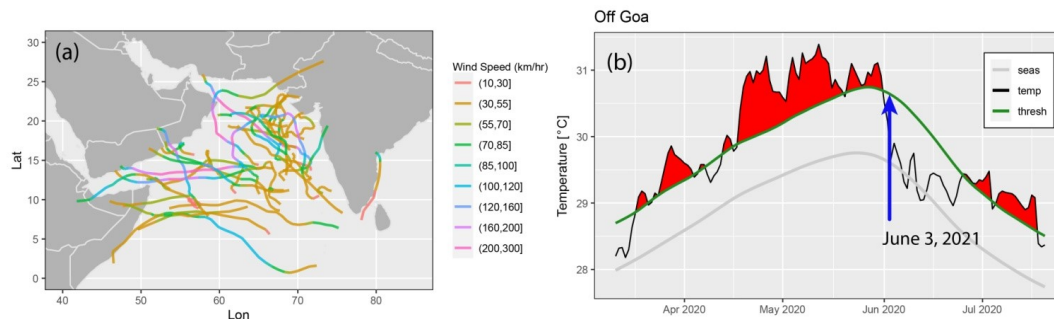 (a)
30
25
20
15
10
5
0
Lat
40 50 60 70 80
Lon
Wind Speed (km/hr)
(10,30]
(30,55]
(55,70]
(70,85]
(85,100]
(100,120]
(120,160]
(160,200]
(200,300]
Off Goa
(b)
31
30
29
28
Temperature [°C]
seas
temp
thresh
June 3, 2021
Apr 2020 May 2020 Jun 2020 Jul 2020